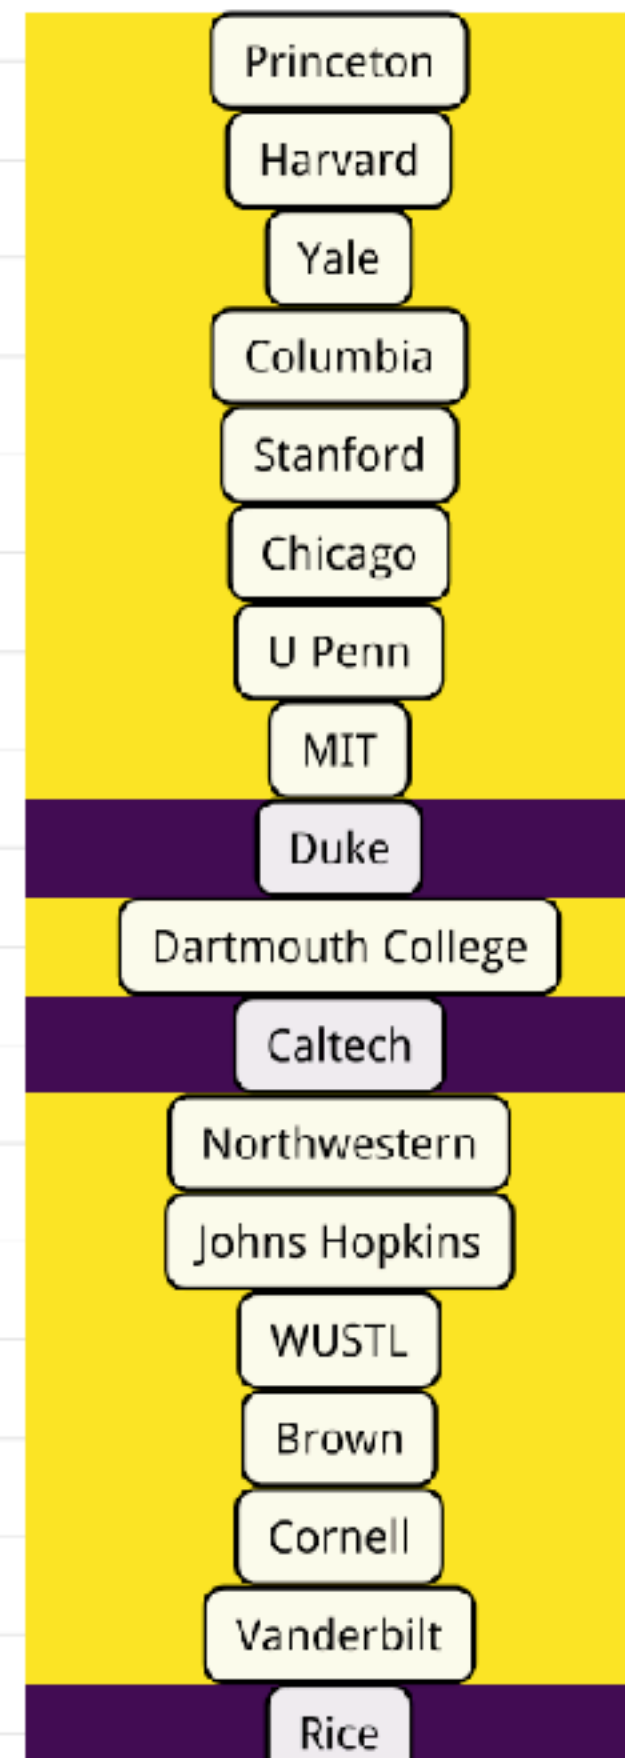 Princeton
Harvard
Yale
Columbia
Stanford
Chicago
U Penn
MIT
Duke
Dartmouth College
Caltech
Northwestern
Johns Hopkins
WUSTL
Brown
Cornell
Vanderbilt
Rice